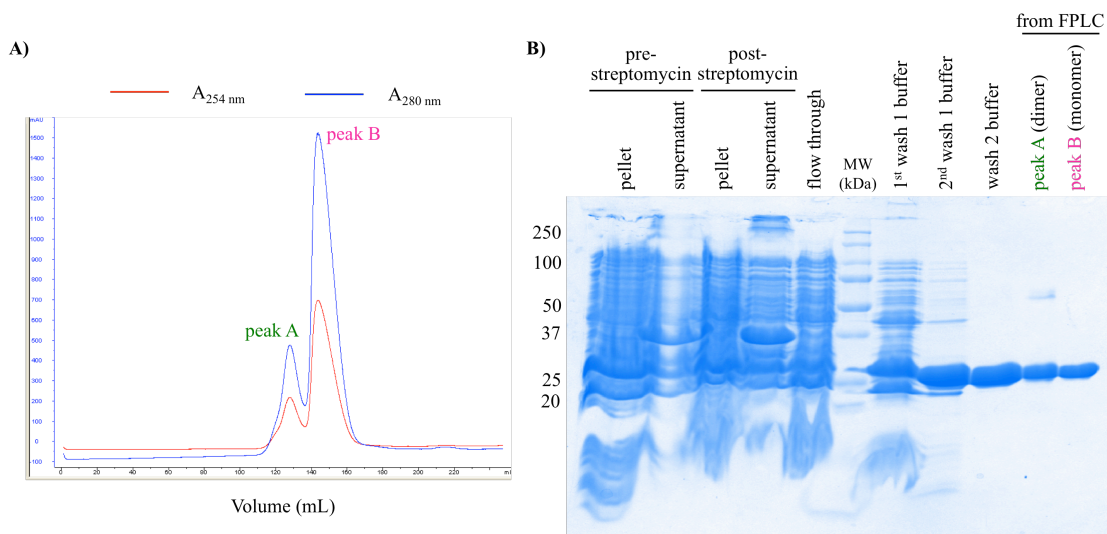 A)
A254 nm
A280 nm
mAU
1500
1400
1300
1200
1100
1000
900
800
700
600
500
400
300
200
100
0
-100
peak B
peak A
0 20 40 60 80 100 120 140 160 180 200 220 ml
Volume (mL)
B)
from FPLC
pre-
streptomycin
post-
streptomycin
pellet
supernatant
pellet
supernatant
flow through
MW
(kDa)
1st wash 1 buffer
2nd wash 1 buffer
wash 2 buffer
peak A (dimer)
peak B (monomer)
250
100
50
37
25
20